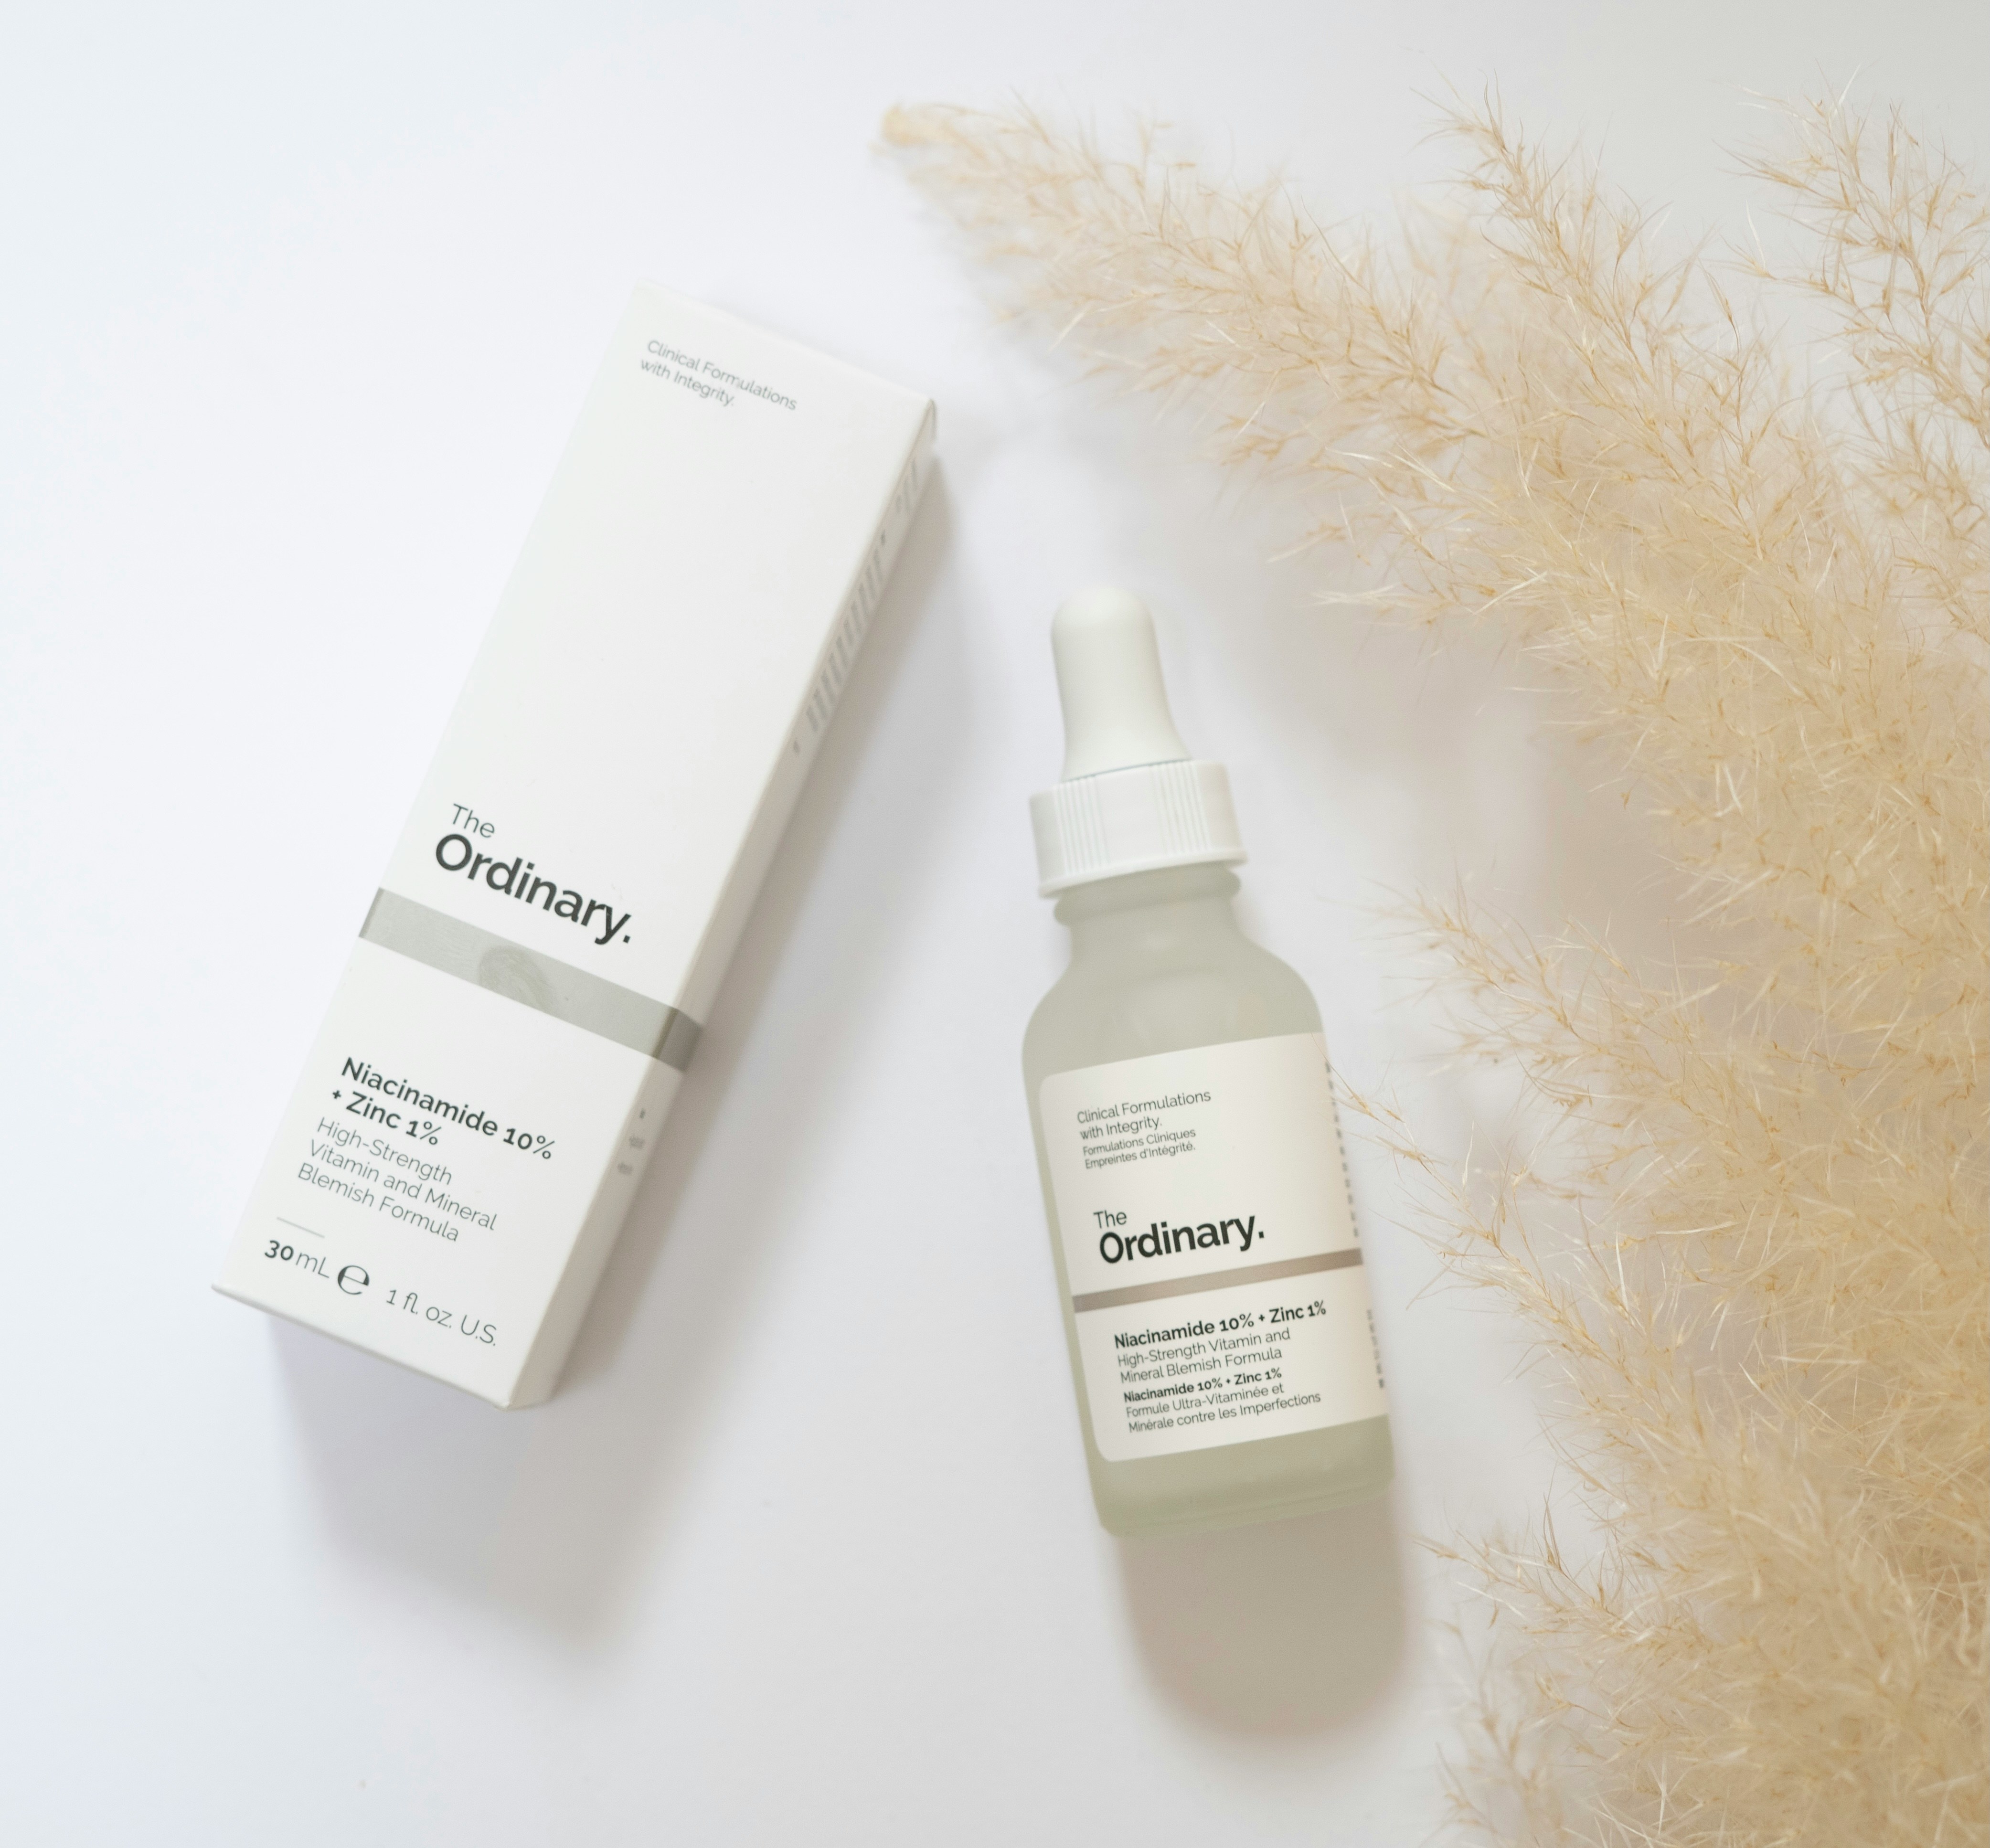 Clinical Formulations
with Integrity.
The
Ordinary.
Niacinamide 10%
+ Zinc 1%
High-Strength
Vitamin and Mineral
Blemish Formula
30 mL ℮ 1 fl. oz. U.S.
Clinical Formulations
with Integrity.
Formulations Cliniques
Empreintes d'Intégrité.
The
Ordinary.
Niacinamide 10% + Zinc 1%
High-Strength Vitamin and
Mineral Blemish Formula
Niacinamide 10% + Zinc 1%
Formule Ultra-Vitaminée et
Minérale contre les Imperfections